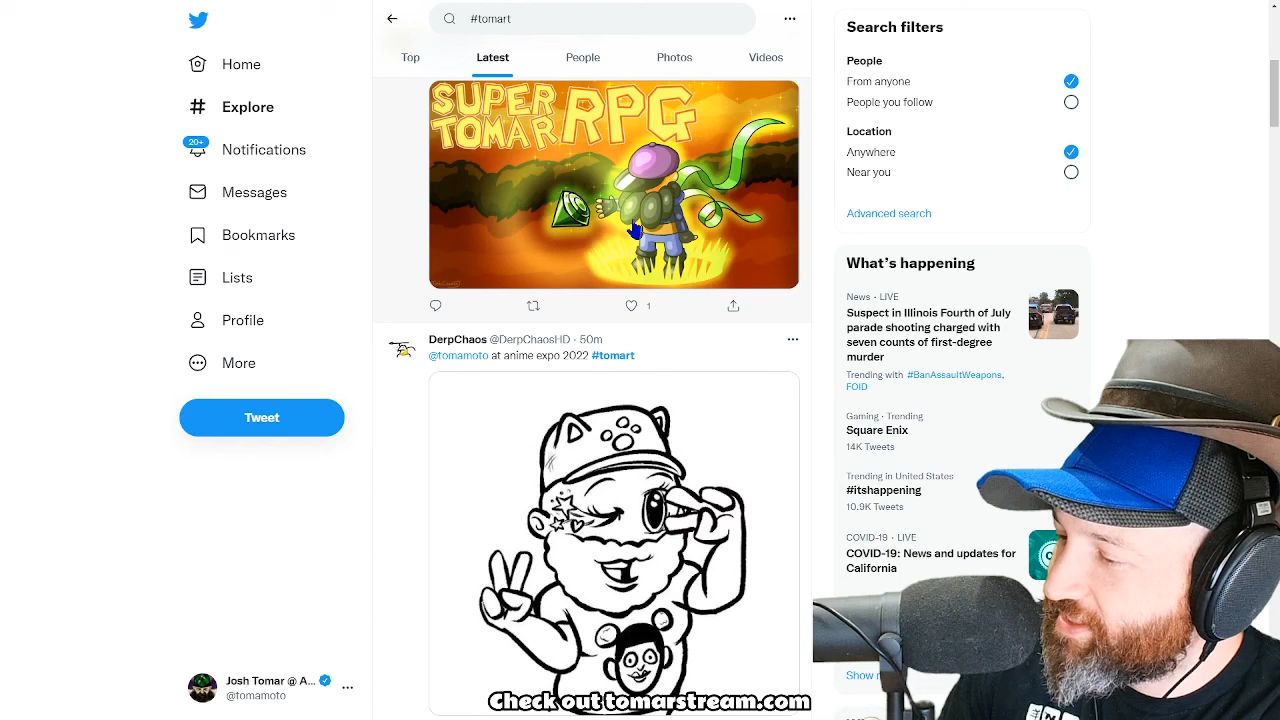 #tomart
Top
Latest
People
Photos
Videos
Home
Explore
20+
Notifications
Messages
Bookmarks
Lists
Profile
More
Tweet
Josh Tomar @ A...
@tomamoto
SUPER
TOMAR RPG
1
DerpChaos @DerpChaosHD · 50m
@tomamoto at anime expo 2022 #tomart
Search filters
People
From anyone
People you follow
Location
Anywhere
Near you
Advanced search
What's happening
News · LIVE
Suspect in Illinois Fourth of July
parade shooting charged with
seven counts of first-degree
murder
Trending with #BanAssaultWeapons,
FOID
Gaming · Trending
Square Enix
14K Tweets
Trending in United States
#itshappening
10.9K Tweets
COVID-19 · LIVE
COVID-19: News and updates for
California
Check out tomarstream.com